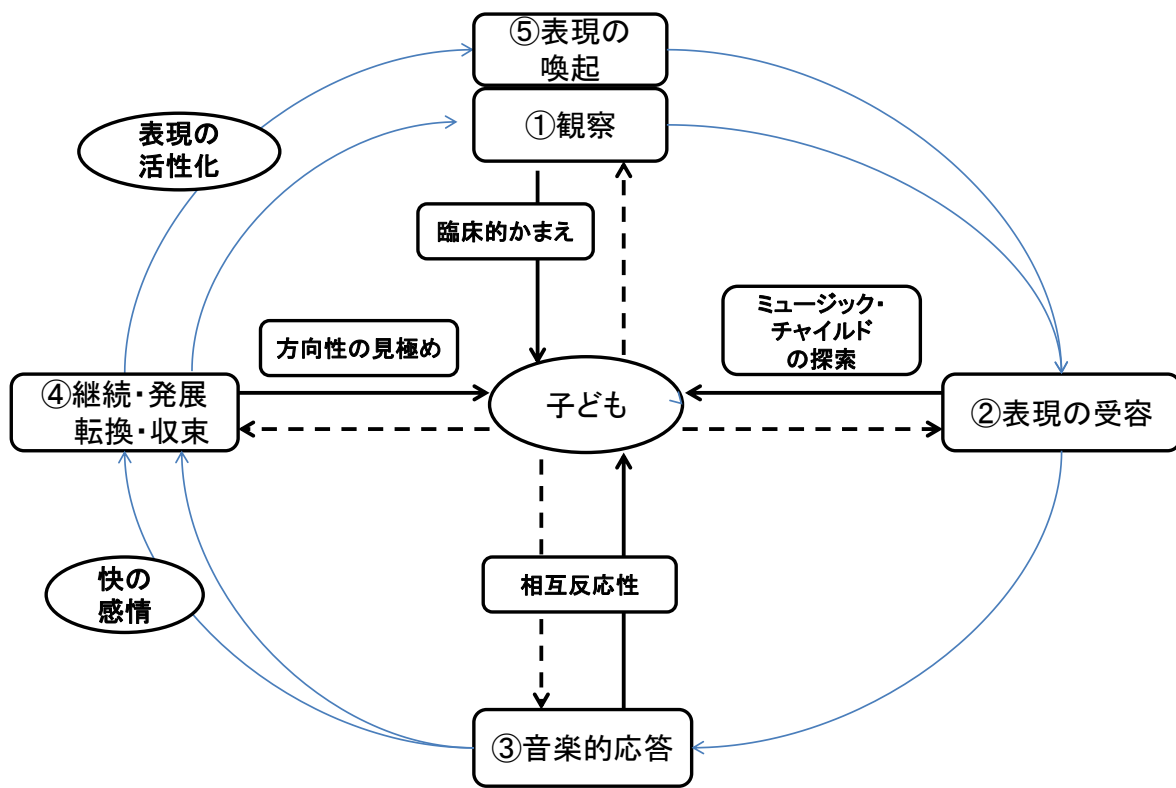 ⑤表現の
喚起
①観察
表現の
活性化
臨床的かまえ
ミュージック・
チャイルド
の探索
方向性の見極め
子ども
④継続・発展
転換・収束
②表現の受容
快の
感情
相互反応性
③音楽的応答